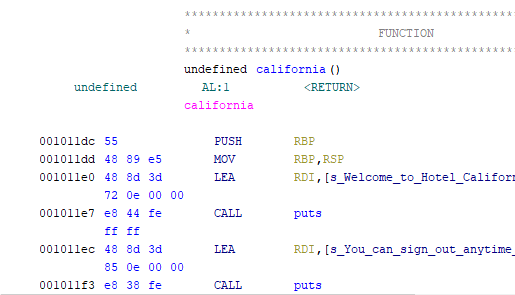 *************************************************
* FUNCTION
*************************************************
undefined california()
undefined AL:1 <RETURN>
california
001011dc 55 PUSH RBP
001011dd 48 89 e5 MOV RBP,RSP
001011e0 48 8d 3d LEA RDI,[s_Welcome_to_Hotel_Califor
72 0e 00 00
001011e7 e8 44 fe CALL puts
ff ff
001011ec 48 8d 3d LEA RDI,[s_You_can_sign_out_anytime_
85 0e 00 00
001011f3 e8 38 fe CALL puts